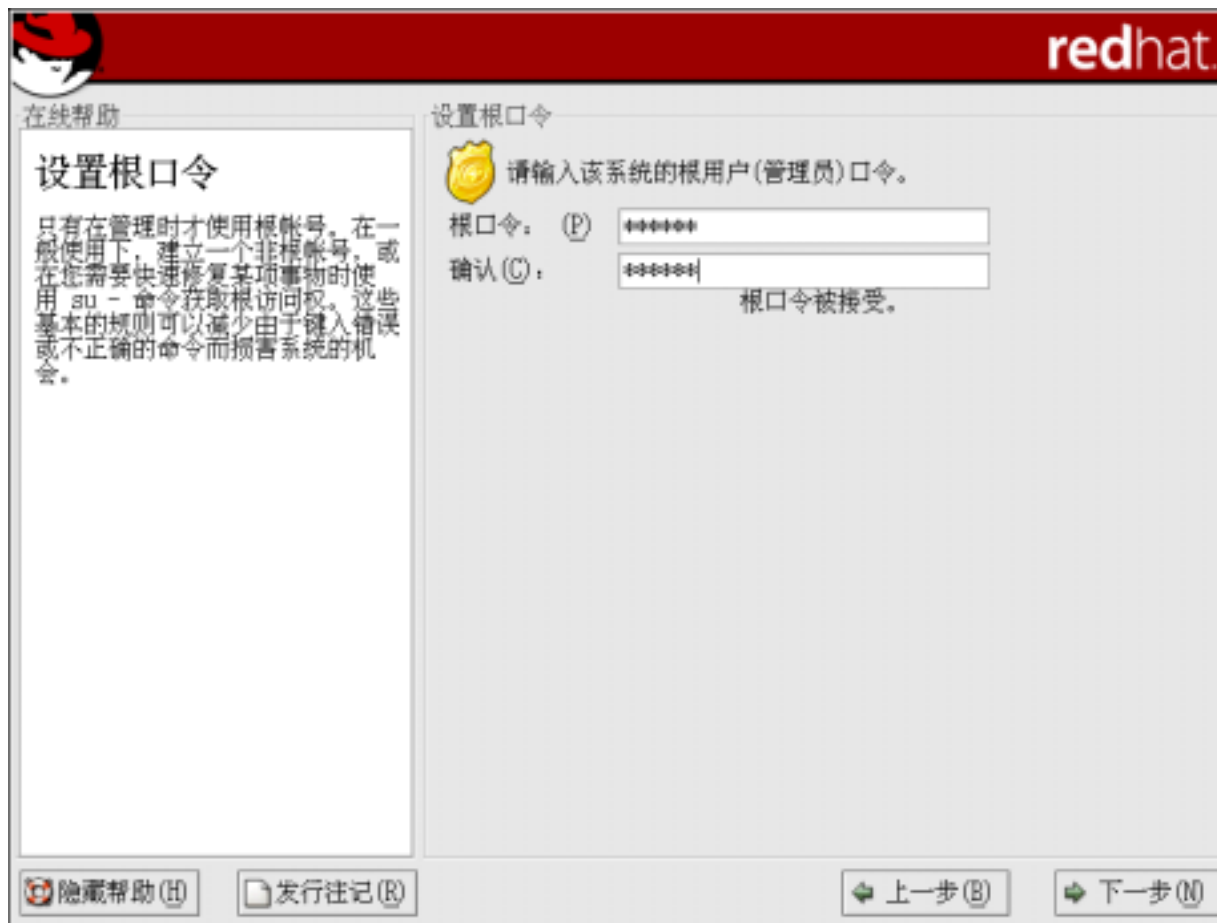 redhat.
在线帮助
设置根口令
只有在管理时才使用根帐号。在一
般使用下，建立一个非根帐号，或
在您需要快速修复某项事物时使
用 su - 命令获取根访问权。这些
基本的规则可以减少由于键入错误
或不正确的命令而损害系统的机
会。
设置根口令
请输入该系统的根用户(管理员)口令。
根口令： (P) ******
确认(C)： ******
根口令被接受。
隐藏帮助(H) 发行注记(R) 上一步(B) 下一步(N)